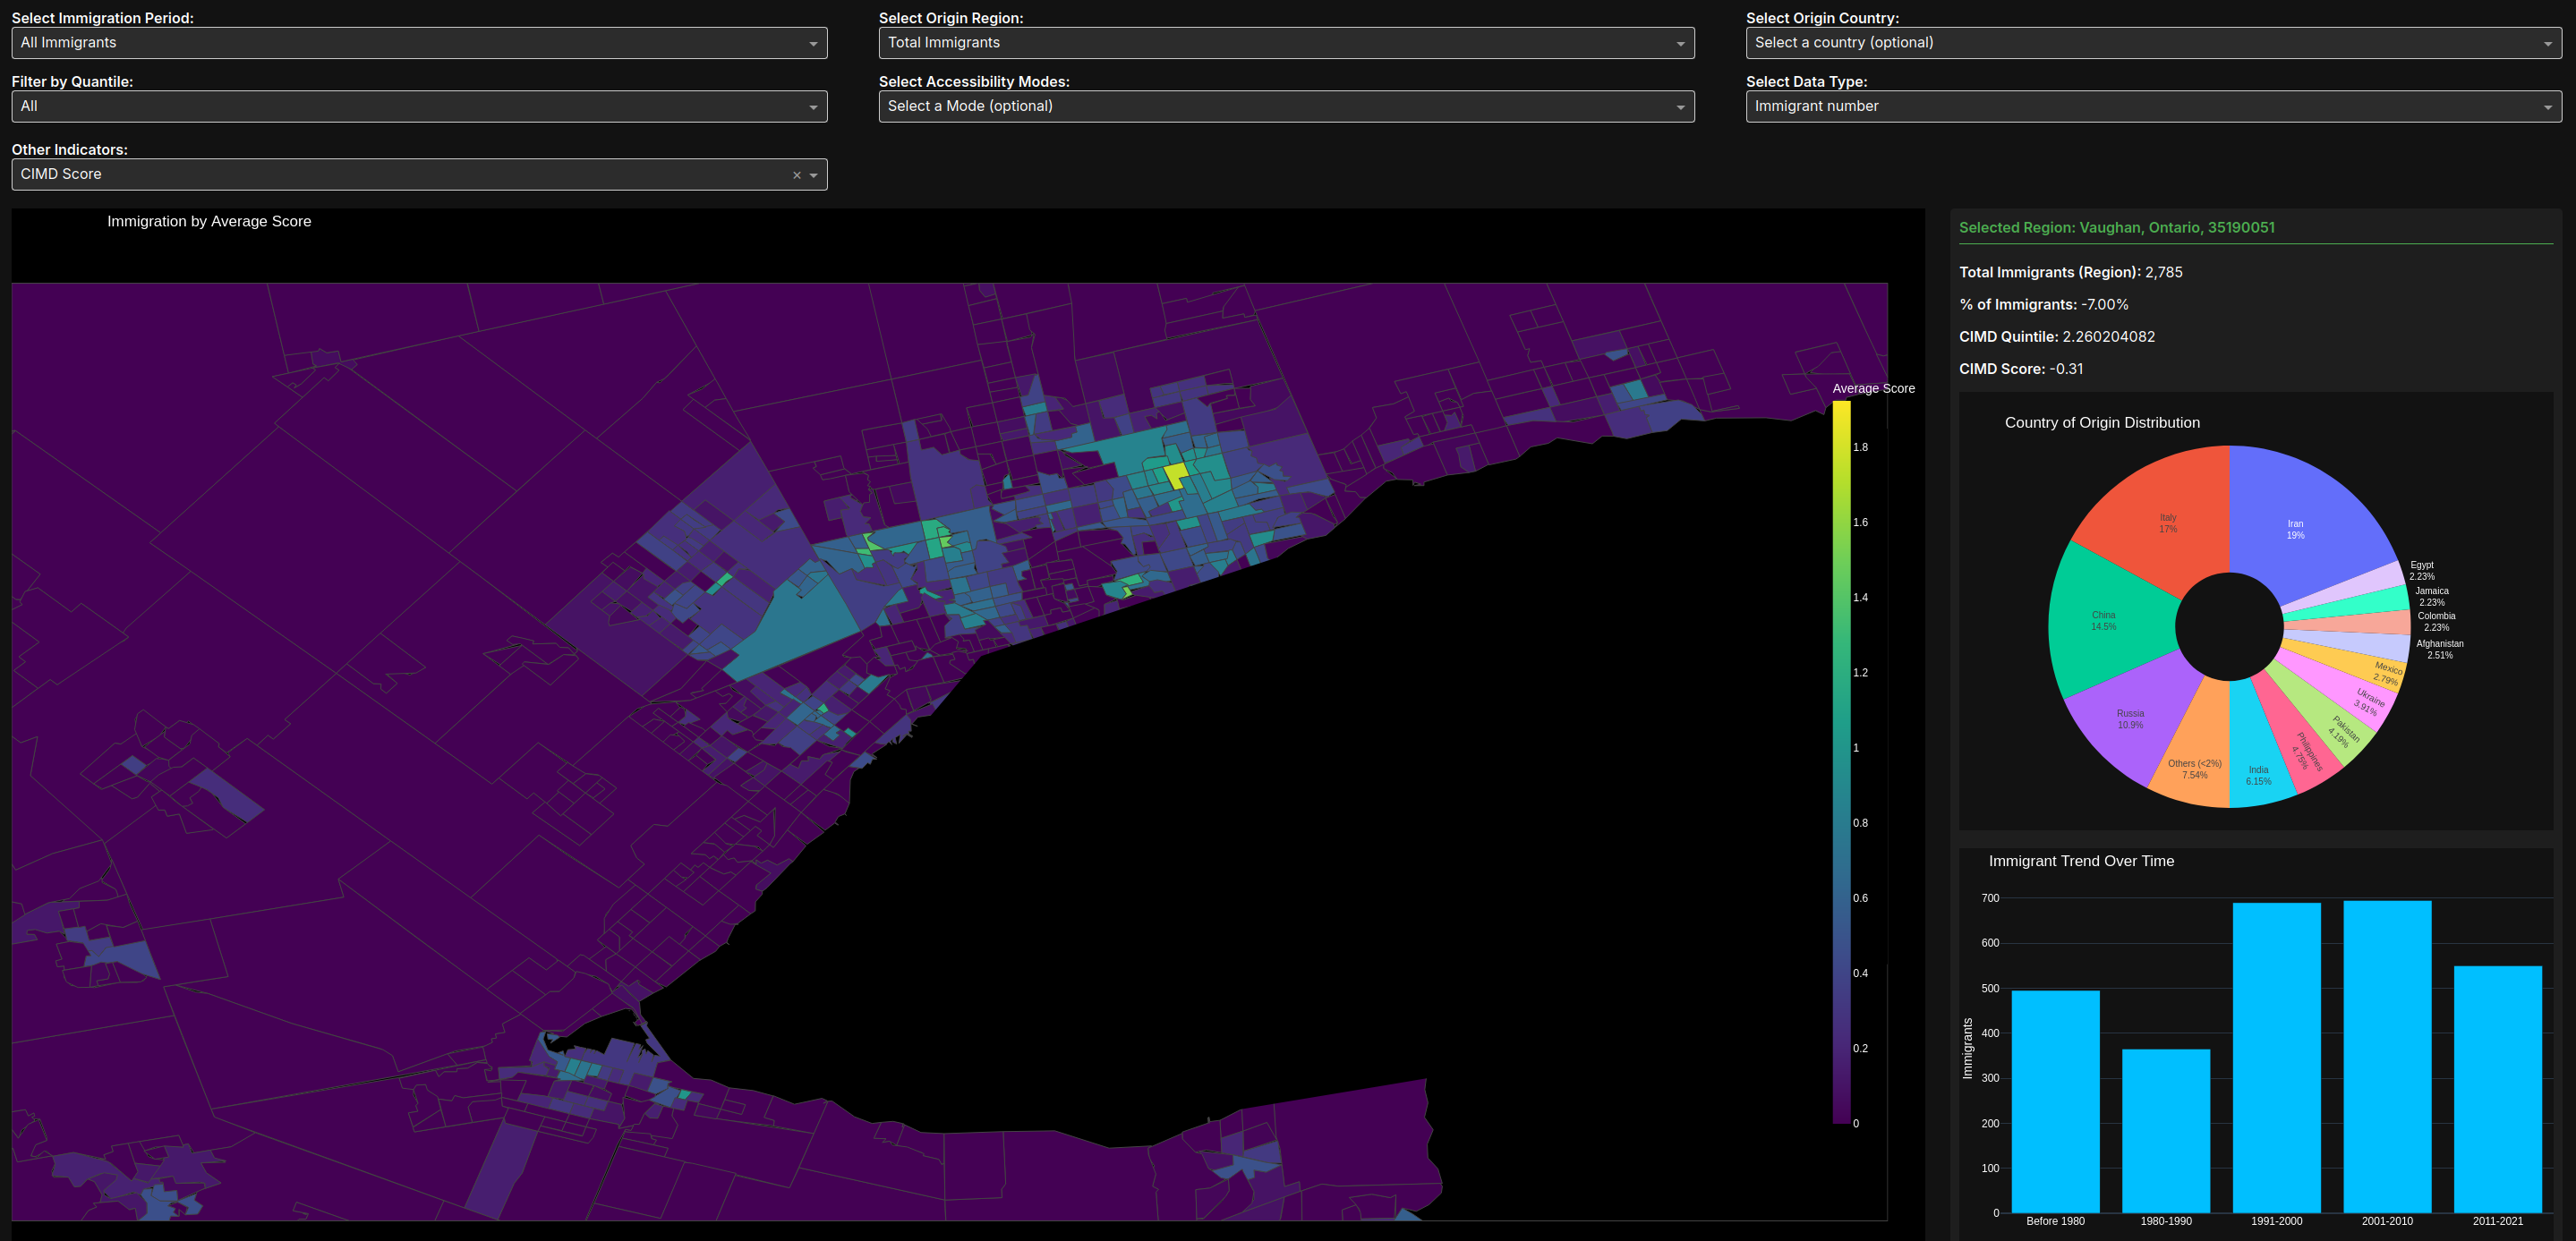 Select Immigration Period:
All Immigrants
Select Origin Region:
Total Immigrants
Select Origin Country:
Select a country (optional)
Filter by Quantile:
All
Select Accessibility Modes:
Select a Mode (optional)
Select Data Type:
Immigrant number
Other Indicators:
CIMD Score
Immigration by Average Score
Average Score
1.8
1.6
1.4
1.2
1
0.8
0.6
0.4
0.2
0
Selected Region: Vaughan, Ontario, 35190051
Total Immigrants (Region): 2,785
% of Immigrants: -7.00%
CIMD Quintile: 2.260204082
CIMD Score: -0.31
Country of Origin Distribution
Iran
19%
Egypt
2.23%
Jamaica
2.23%
Colombia
2.23%
Afghanistan
2.51%
Mexico
2.79%
Ukraine
3.91%
Pakistan
4.19%
Philippines
4.75%
India
6.15%
Others (<2%)
7.54%
Russia
10.9%
China
14.5%
Italy
17%
Immigrant Trend Over Time
Immigrants
700
600
500
400
300
200
100
0
Before 1980
1980-1990
1991-2000
2001-2010
2011-2021